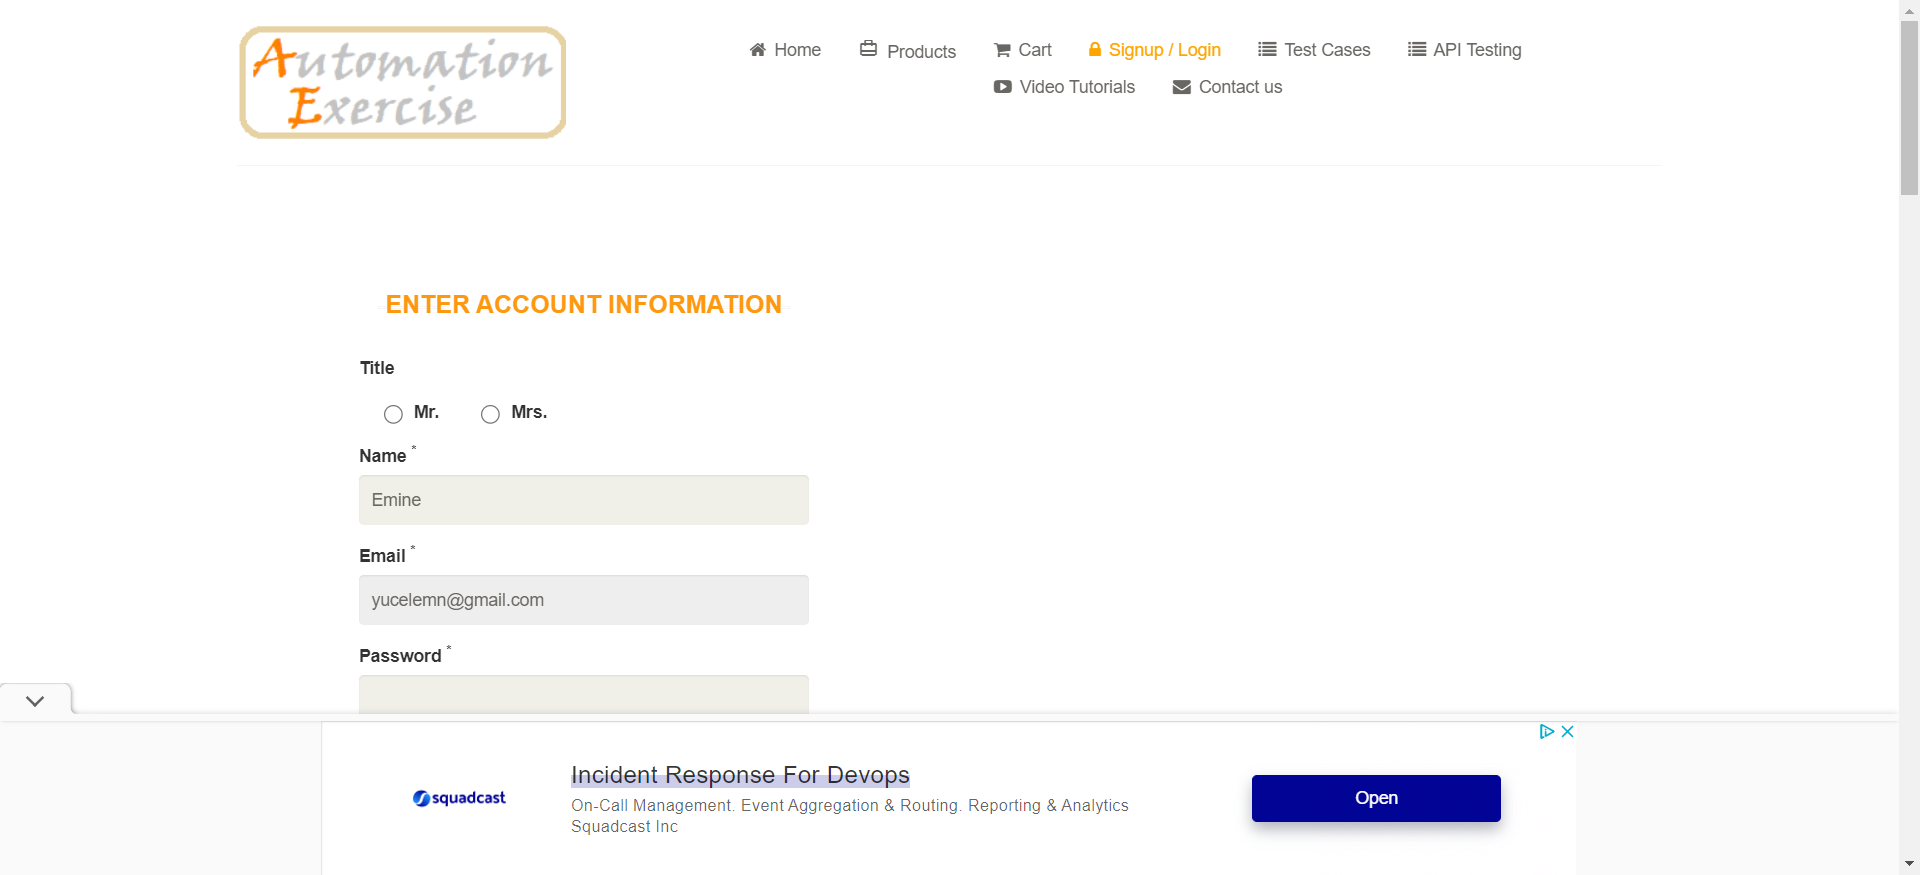 Automation
Exercise
Home
Products
Cart
Signup / Login
Test Cases
API Testing
Video Tutorials
Contact us
ENTER ACCOUNT INFORMATION
Title
Mr.
Mrs.
Name *
Emine
Email *
yucelemn@gmail.com
Password *
squadcast
Incident Response For Devops
On-Call Management. Event Aggregation & Routing. Reporting & Analytics
Squadcast Inc
Open